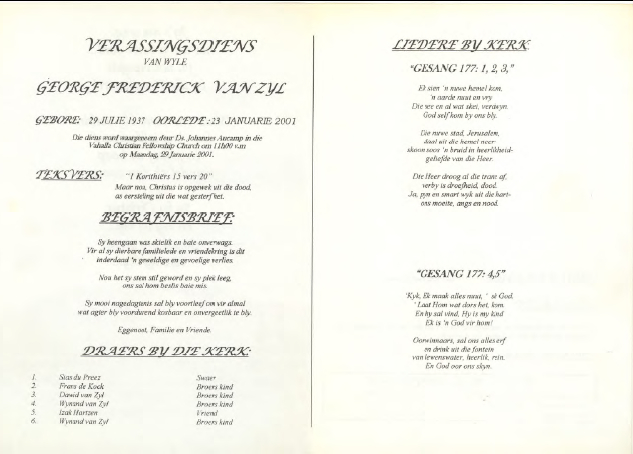 VERASSINGSDIENS
VAN WYLE
GEORGE FREDERICK VAN ZYL
GEBORE: 29 JULIE 1937 OORLEDE: 23 JANUARIE 2001
Die diens word waargeneem deur Ds. Johannes Aucamp in die
Valhalla Christian Fellowship Church om 11h00 v.m
op Maandag, 29 Januarie 2001.
TEKSVERS: "1 Korithiërs 15 vers 20"
Maar nou, Christus is opgewek uit die dood,
as eersteling uit die wat gesterf het.
BEGRAFNISBRIEF:
Sy heengaan was skielik en baie onverwags.
Vir al sy dierbare familielede en vriendekring is dit
inderdaad 'n geweldige en gevoelige verlies.
Nou het sy stem stil geword en sy plek leeg,
ons sal hom beslis baie mis.
Sy mooi nagedagtenis sal bly voortleef om vir almal
wat agter bly voordurend kosbaar en onvergeetlik te bly.
Eggenoot, Familie en Vriende.
DRAERS BY DIE KERK:
1. Sias du Preez Swaer
2. Frans de Kock Broers kind
3. Dawid van Zyl Broers kind
4. Wynand van Zyl Broers kind
5. Izak Hartzen Vriend
6. Wynand van Zyl Broers kind
LIEDERE BY KERK:
"GESANG 177: 1, 2, 3,"
Ek sien 'n nuwe hemel kom,
'n aarde nuut en vry
Die see en al wat skei, verdwyn.
God self kom by ons bly.
Die nuwe stad, Jerusalem,
daal uit die hemel neer
skoon soos 'n bruid in heerlikheid-
geliefde van die Heer.
Die Heer droog al die trane af,
verby is droefheid, dood.
Ja, pyn en smart wyk uit die hart-
ons moeite, angs en nood.
"GESANG 177: 4,5"
'Kyk, Ek maak alles nuut, ' sê God,
' Laat Hom wat dors het, kom.
En hy sal vind, Hy is my kind
Ek is 'n God vir hom!
Oorwinnaars, sal ons alles erf
en drink uit die fontein
van lewenswater, heerlik, rein.
En God oor ons skyn.